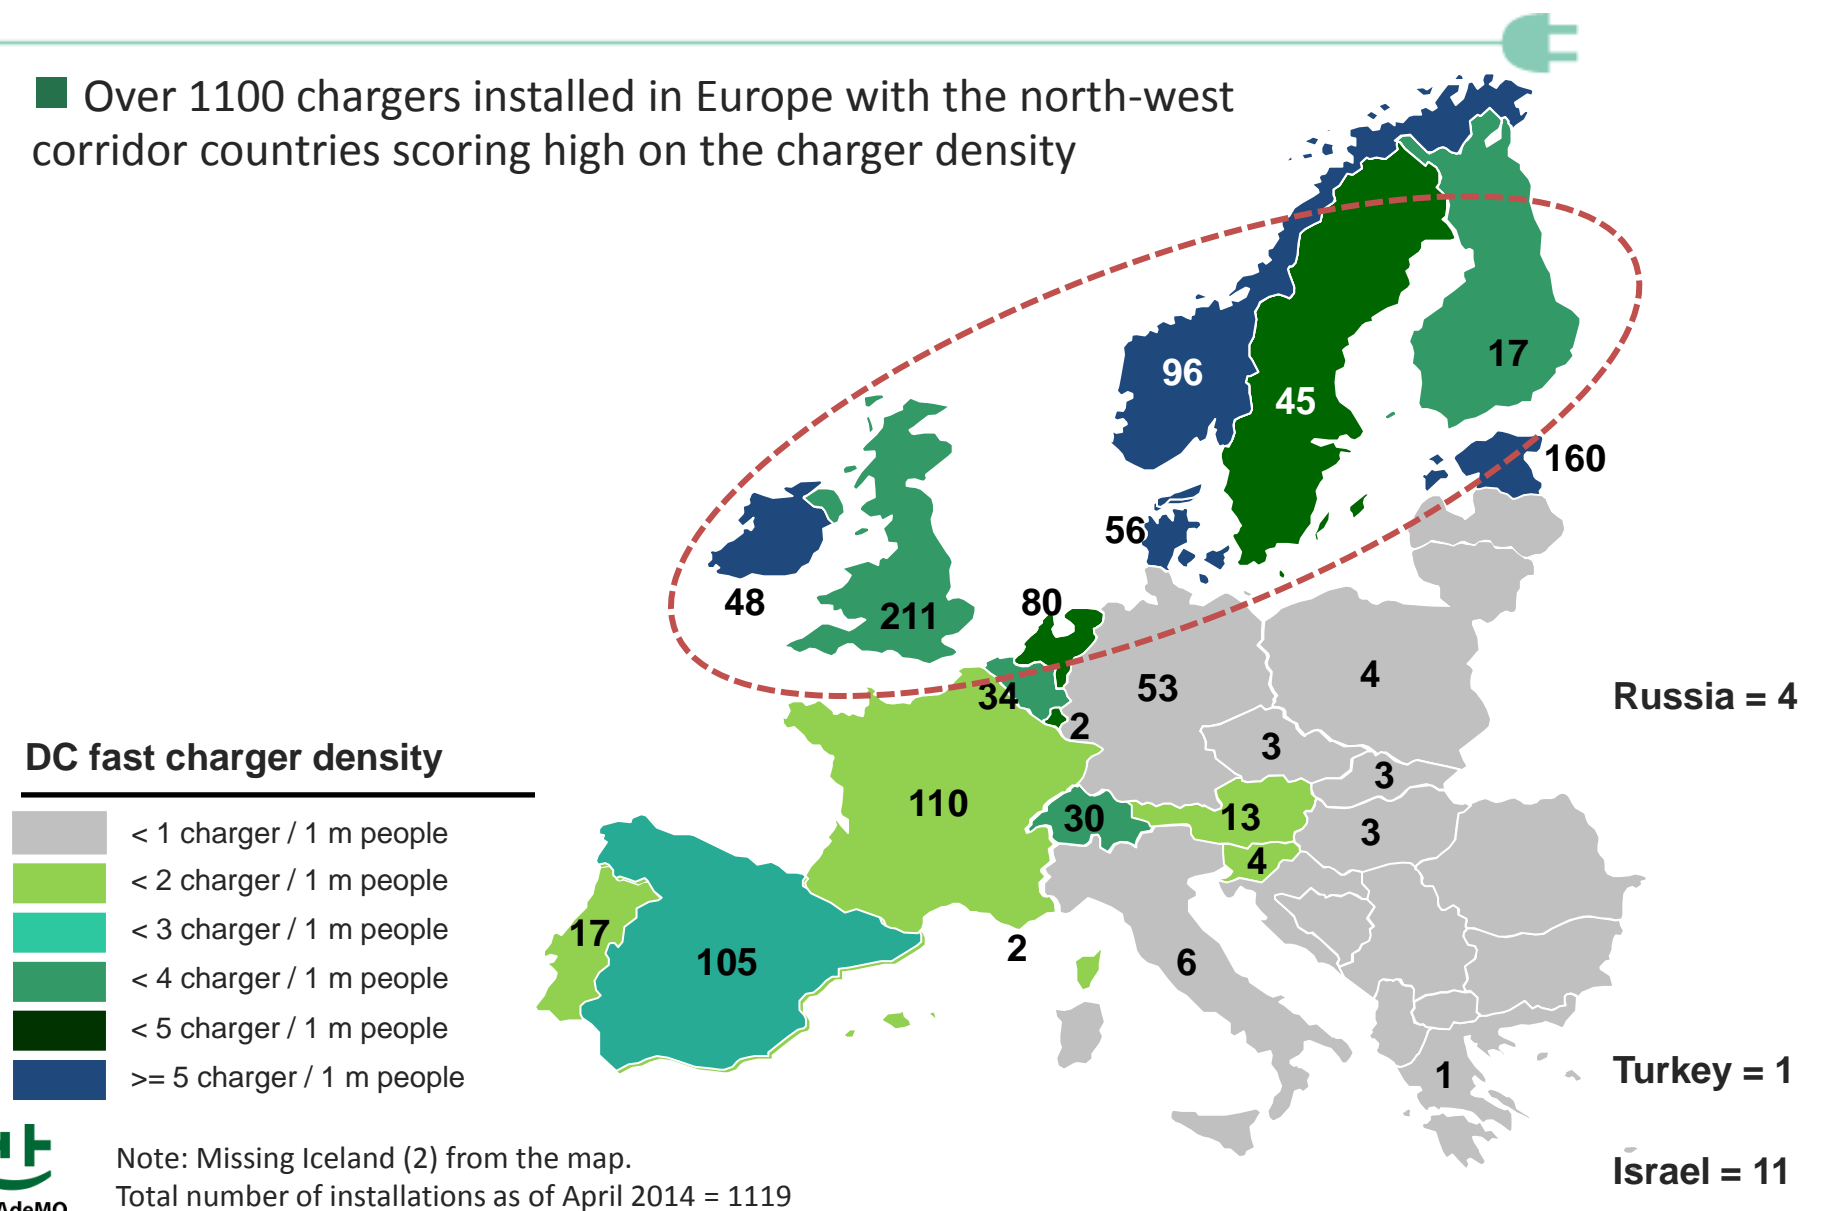 ■ Over 1100 chargers installed in Europe with the north-west
corridor countries scoring high on the charger density
96
17
45
160
56
48
211
80
34
2
53
4
Russia = 4
3
3
110
30
13
3
4
17
105
2
6
1
Turkey = 1
Israel = 11
DC fast charger density
< 1 charger / 1 m people
< 2 charger / 1 m people
< 3 charger / 1 m people
< 4 charger / 1 m people
< 5 charger / 1 m people
>= 5 charger / 1 m people
Note: Missing Iceland (2) from the map.
Total number of installations as of April 2014 = 1119
AdeMO